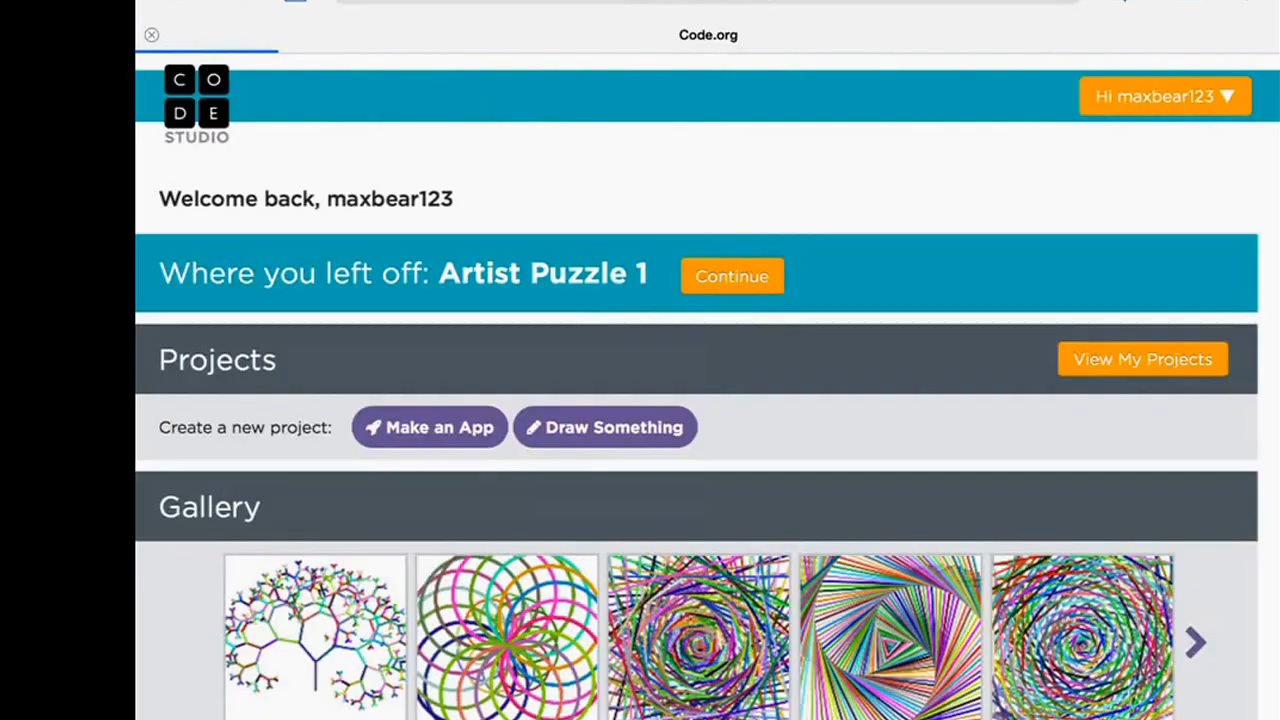 Code.org
C O
D E
STUDIO
Hi maxbear123 ▼
Welcome back, maxbear123
Where you left off: Artist Puzzle 1
Continue
Projects
View My Projects
Create a new project:
Make an App
Draw Something
Gallery